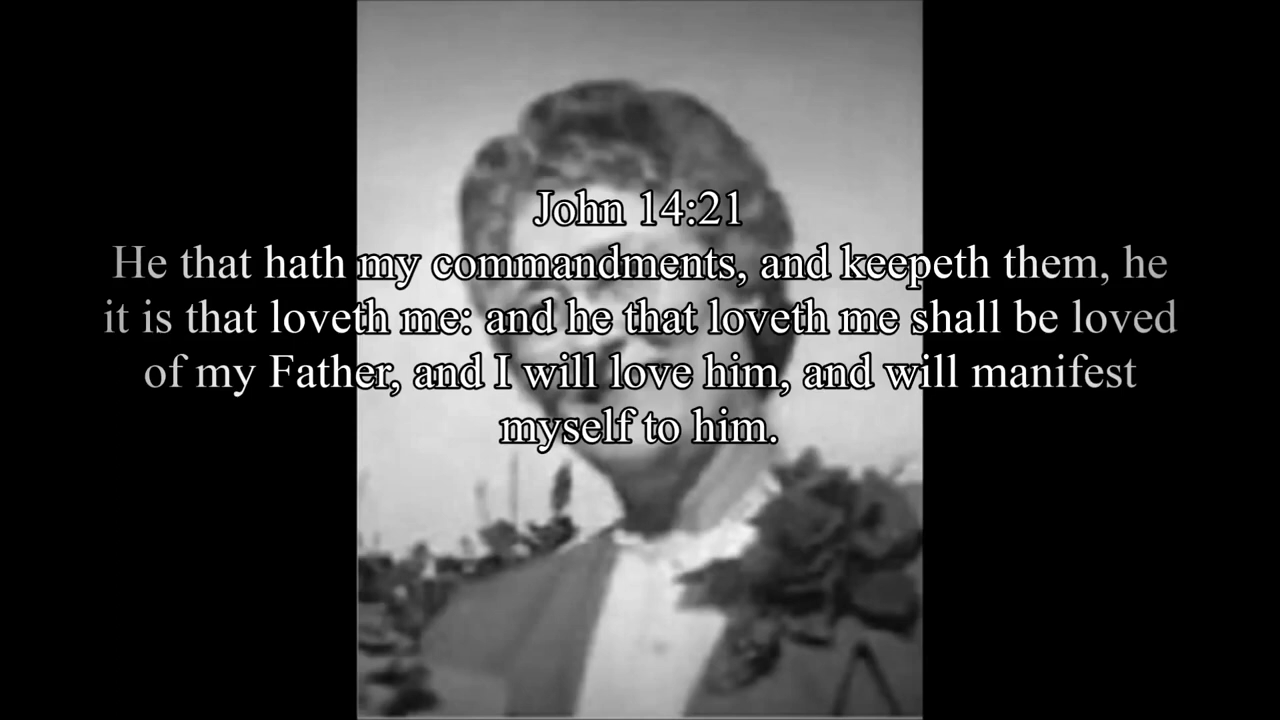 John 14:21
He that hath my commandments, and keepeth them, he
it is that loveth me: and he that loveth me shall be loved
of my Father, and I will love him, and will manifest
myself to him.